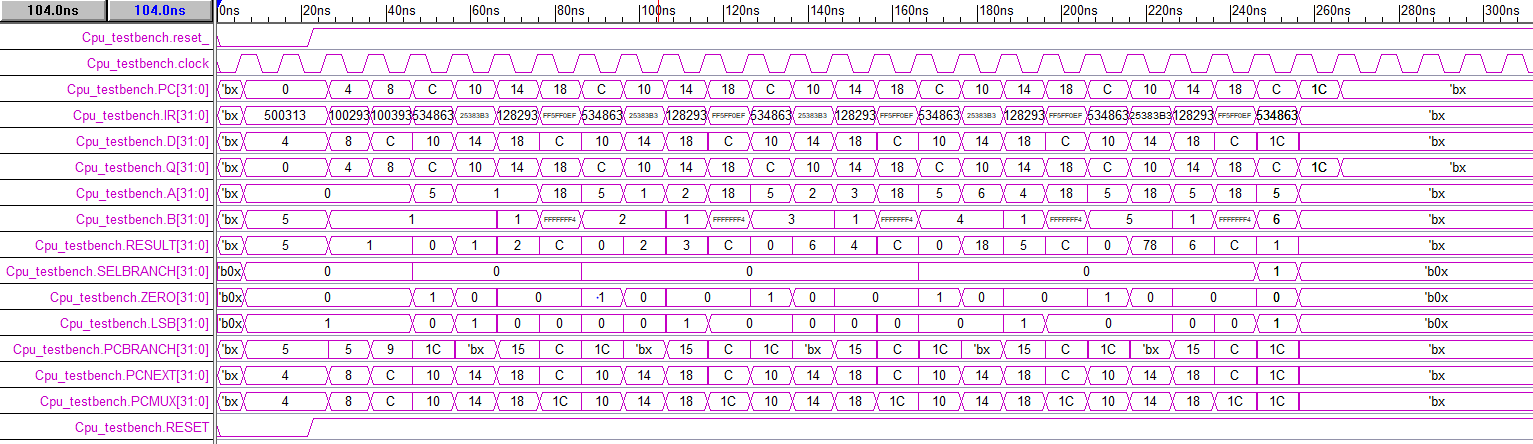 104.0ns 104.0ns 0ns 20ns 40ns 60ns 80ns 100ns 120ns 140ns 160ns 180ns 200ns 220ns 240ns 260ns 280ns 300ns
Cpu_testbench.reset_
Cpu_testbench.clock
Cpu_testbench.PC[31:0] 'bx 0 4 8 C 10 14 18 C 10 14 18 C 10 14 18 C 10 14 18 C 10 14 18 C 1C 'bx
Cpu_testbench.IR[31:0] 'bx 500313 100293 100393 534863 25383B3 128293 FF5FF0EF 534863 25383B3 128293 FF5FF0EF 534863 25383B3 128293 FF5FF0EF 534863 25383B3 128293 FF5FF0EF 534863 25383B3 128293 FF5FF0EF 534863 'bx
Cpu_testbench.D[31:0] 'bx 4 8 C 10 14 18 C 10 14 18 C 10 14 18 C 10 14 18 C 10 14 18 C 1C 'bx
Cpu_testbench.Q[31:0] 'bx 0 4 8 C 10 14 18 C 10 14 18 C 10 14 18 C 10 14 18 C 10 14 18 C 1C 'bx
Cpu_testbench.A[31:0] 'bx 0 5 1 18 5 1 2 18 5 2 3 18 5 6 4 18 5 18 5 18 5 'bx
Cpu_testbench.B[31:0] 'bx 5 1 1 FFFFFFF4 2 1 FFFFFFF4 3 1 FFFFFFF4 4 1 FFFFFFF4 5 1 FFFFFFF4 6 'bx
Cpu_testbench.RESULT[31:0] 'bx 5 1 0 1 2 C 0 2 3 C 0 6 4 C 0 18 5 C 0 78 6 C 1 'bx
Cpu_testbench.SELBRANCH[31:0] 'b0x 0 0 0 0 1 'b0x
Cpu_testbench.ZERO[31:0] 'b0x 0 1 0 0 -1 0 0 1 0 0 1 0 0 1 0 0 0 'b0x
Cpu_testbench.LSB[31:0] 'b0x 1 0 1 0 0 0 0 1 0 0 0 0 0 1 0 0 0 1 'b0x
Cpu_testbench.PCBRANCH[31:0] 'bx 5 5 9 1C 'bx 15 C 1C 'bx 15 C 1C 'bx 15 C 1C 'bx 15 C 1C 'bx 15 C C 'bx
Cpu_testbench.PCNEXT[31:0] 'bx 4 8 C 10 14 18 C 10 14 18 C 10 14 18 C 10 14 18 C 10 14 18 C 1C 'bx
Cpu_testbench.PCMUX[31:0] 'bx 4 8 C 10 14 18 1C 10 14 18 1C 10 14 18 1C 10 14 18 1C 10 14 18 1C 1C 'bx
Cpu_testbench.RESET